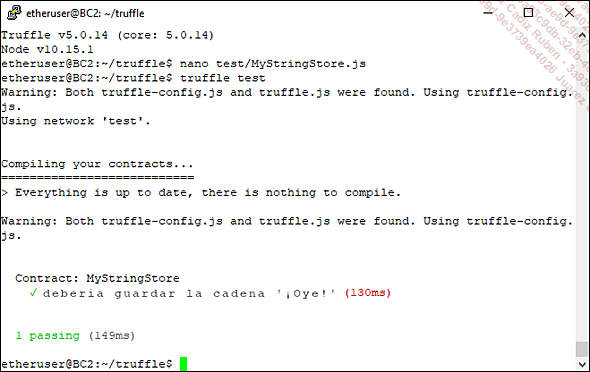 etheruser@BC2: ~/truffle
Truffle v5.0.14 (core: 5.0.14)
Node v10.15.1
etheruser@BC2:~/truffle$ nano test/MyStringStore.js
etheruser@BC2:~/truffle$ truffle test
Warning: Both truffle-config.js and truffle.js were found. Using truffle-config.
js.
Using network 'test'.
Compiling your contracts...
===========================
> Everything is up to date, there is nothing to compile.
Warning: Both truffle-config.js and truffle.js were found. Using truffle-config.
js.
Contract: MyStringStore
✓ deberia guardar la cadena '¡Oye!' (130ms)
1 passing (149ms)
etheruser@BC2:~/truffle$